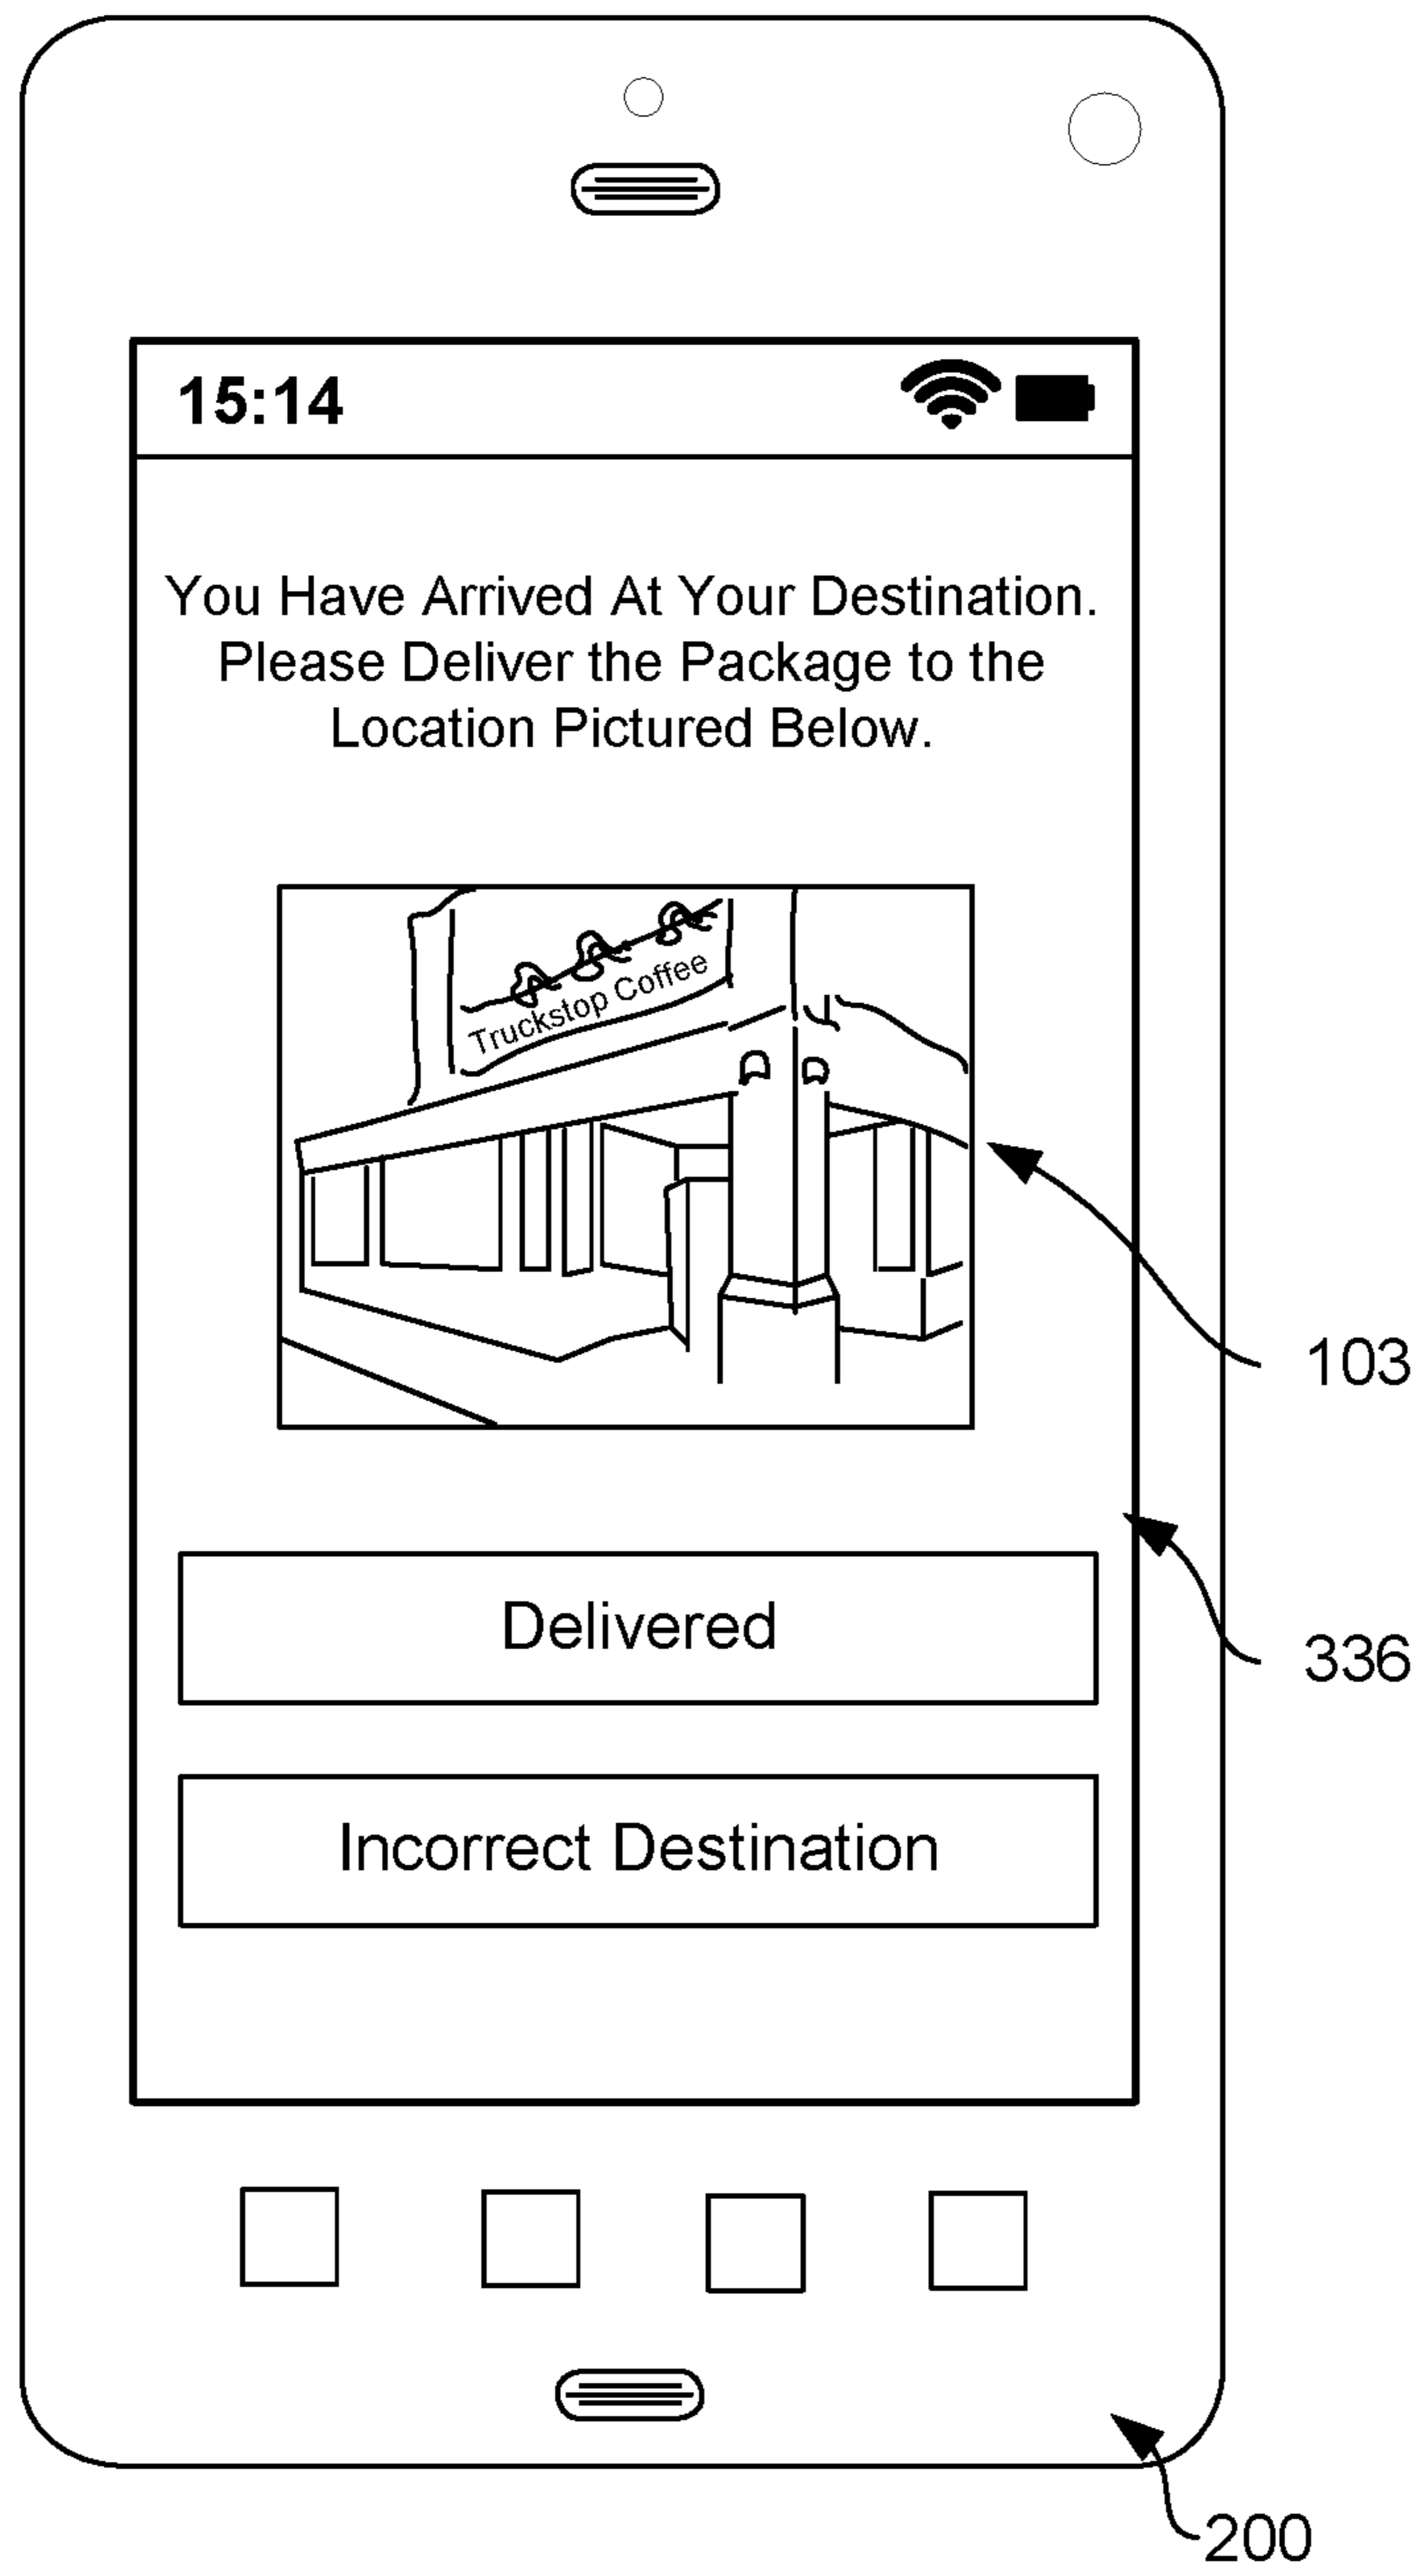 15:14
You Have Arrived At Your Destination.
Please Deliver the Package to the
Location Pictured Below.
Truckstop Coffee
103
Delivered
336
Incorrect Destination
200